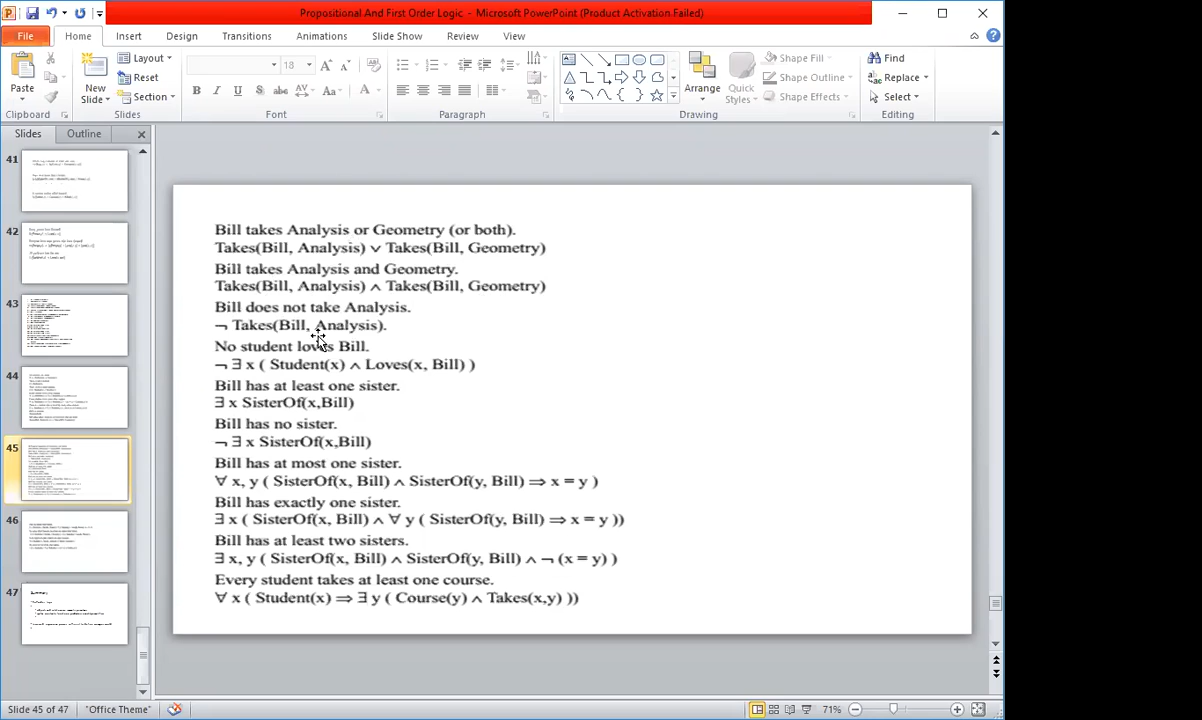 Propositional And First Order Logic - Microsoft PowerPoint (Product Activation Failed)
File Home Insert Design Transitions Animations Slide Show Review View
Paste
Clipboard
New Slide
Layout
Reset
Section
Slides
18
B I U S abc AV Aa A
Font
Paragraph
Arrange
Quick Styles
Shape Fill
Shape Outline
Shape Effects
Drawing
Find
Replace
Select
Editing
Slides Outline
41
42
43
44
45
46
47
Summary
Bill takes Analysis or Geometry (or both).
Takes(Bill, Analysis) ∨ Takes(Bill, Geometry)
Bill takes Analysis and Geometry.
Takes(Bill, Analysis) ∧ Takes(Bill, Geometry)
Bill does not take Analysis.
¬ Takes(Bill, Analysis).
No student loves Bill.
¬ ∃ x ( Student(x) ∧ Loves(x, Bill) )
Bill has at least one sister.
∃ x SisterOf(x,Bill)
Bill has no sister.
¬ ∃ x SisterOf(x,Bill)
Bill has at most one sister.
∀ x, y ( SisterOf(x, Bill) ∧ SisterOf(y, Bill) ⇒ x = y )
Bill has exactly one sister.
∃ x ( SisterOf(x, Bill) ∧ ∀ y ( SisterOf(y, Bill) ⇒ x = y ))
Bill has at least two sisters.
∃ x, y ( SisterOf(x, Bill) ∧ SisterOf(y, Bill) ∧ ¬ (x = y) )
Every student takes at least one course.
∀ x ( Student(x) ⇒ ∃ y ( Course(y) ∧ Takes(x,y) ))
Slide 45 of 47 "Office Theme" 71%